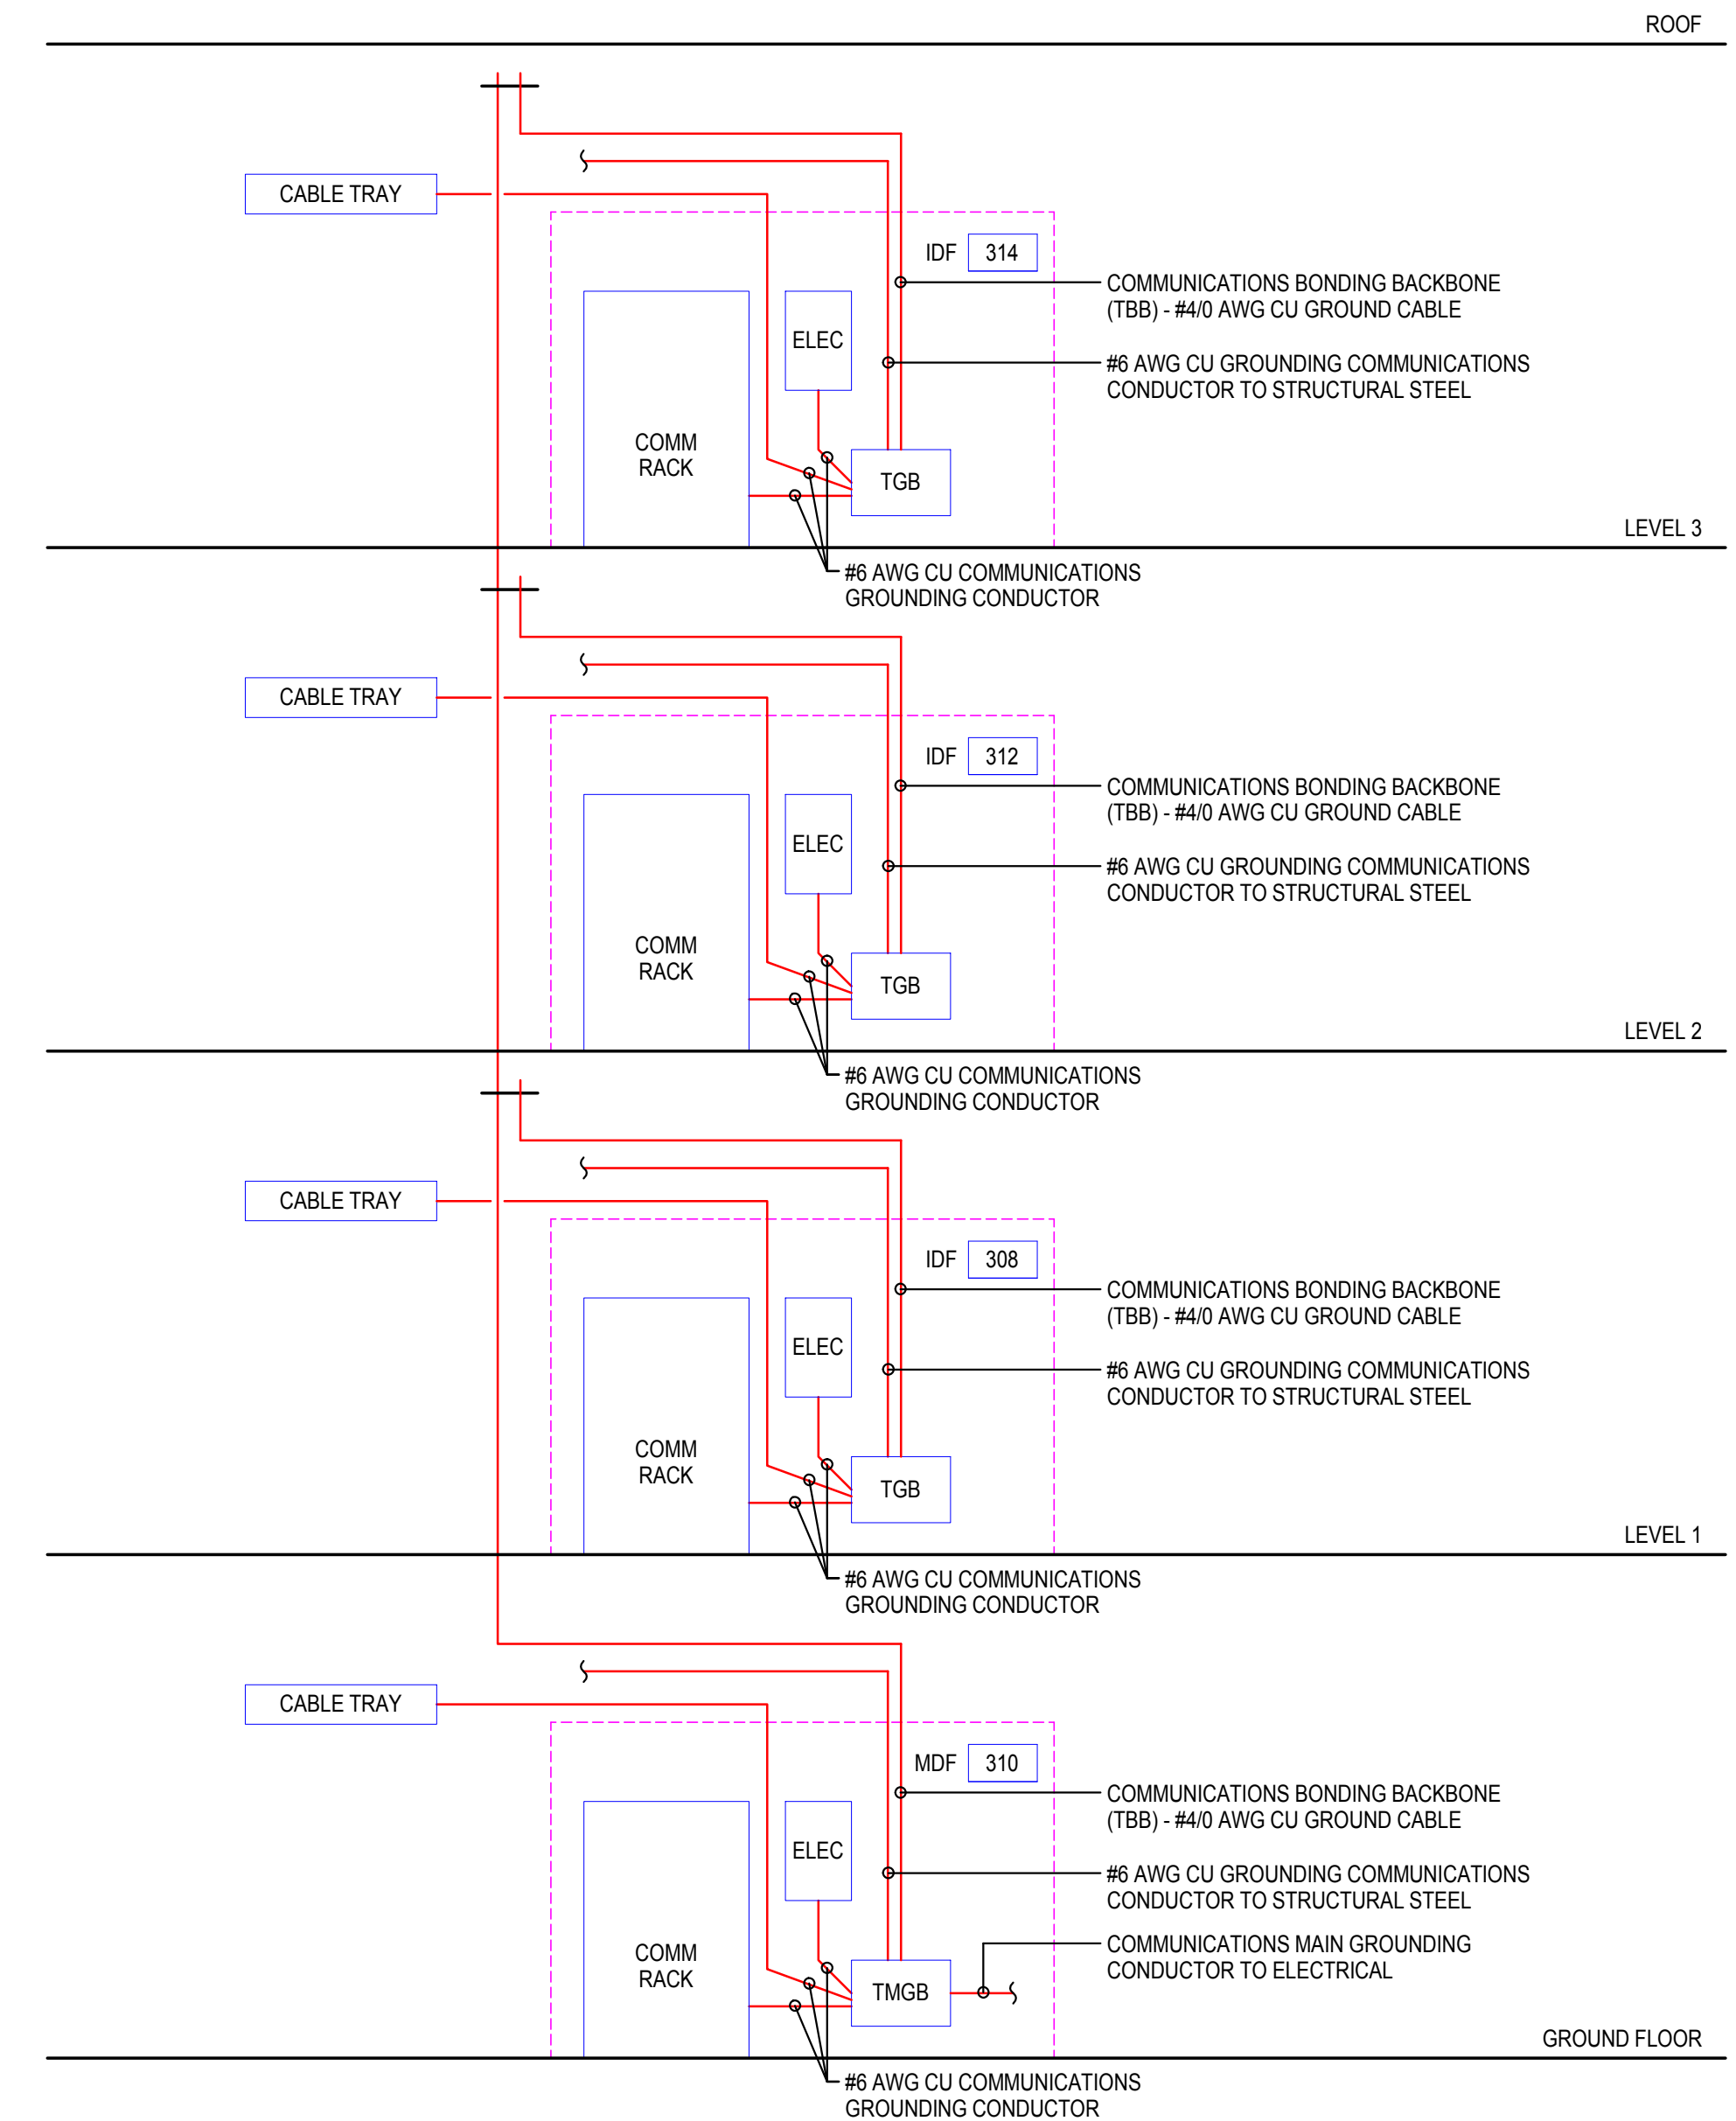 ROOF
CABLE TRAY
IDF 314
COMMUNICATIONS BONDING BACKBONE
(TBB) - #4/0 AWG CU GROUND CABLE
ELEC
#6 AWG CU GROUNDING COMMUNICATIONS
CONDUCTOR TO STRUCTURAL STEEL
COMM
RACK
TGB
LEVEL 3
#6 AWG CU COMMUNICATIONS
GROUNDING CONDUCTOR
CABLE TRAY
IDF 312
COMMUNICATIONS BONDING BACKBONE
(TBB) - #4/0 AWG CU GROUND CABLE
ELEC
#6 AWG CU GROUNDING COMMUNICATIONS
CONDUCTOR TO STRUCTURAL STEEL
COMM
RACK
TGB
LEVEL 2
#6 AWG CU COMMUNICATIONS
GROUNDING CONDUCTOR
CABLE TRAY
IDF 308
COMMUNICATIONS BONDING BACKBONE
(TBB) - #4/0 AWG CU GROUND CABLE
ELEC
#6 AWG CU GROUNDING COMMUNICATIONS
CONDUCTOR TO STRUCTURAL STEEL
COMM
RACK
TGB
LEVEL 1
#6 AWG CU COMMUNICATIONS
GROUNDING CONDUCTOR
CABLE TRAY
MDF 310
COMMUNICATIONS BONDING BACKBONE
(TBB) - #4/0 AWG CU GROUND CABLE
ELEC
#6 AWG CU GROUNDING COMMUNICATIONS
CONDUCTOR TO STRUCTURAL STEEL
COMMUNICATIONS MAIN GROUNDING
CONDUCTOR TO ELECTRICAL
COMM
RACK
TMGB
GROUND FLOOR
#6 AWG CU COMMUNICATIONS
GROUNDING CONDUCTOR